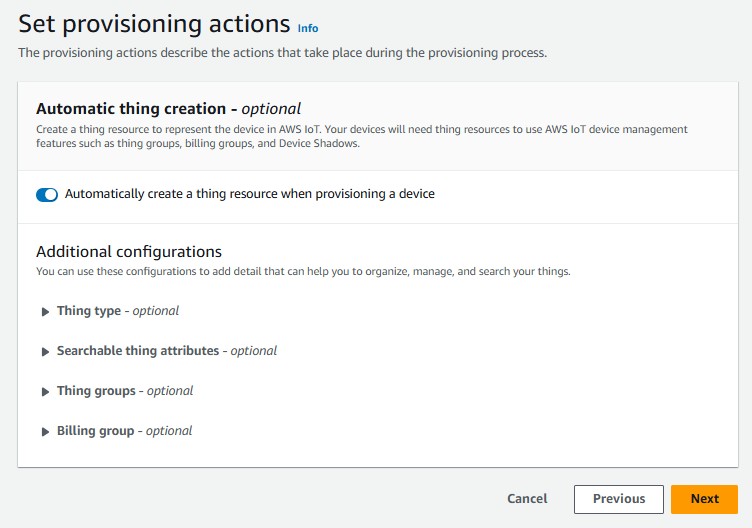 Set provisioning actions Info
The provisioning actions describe the actions that take place during the provisioning process.
Automatic thing creation - optional
Create a thing resource to represent the device in AWS IoT. Your devices will need thing resources to use AWS IoT device management
features such as thing groups, billing groups, and Device Shadows.
Automatically create a thing resource when provisioning a device
Additional configurations
You can use these configurations to add detail that can help you to organize, manage, and search your things.
Thing type - optional
Searchable thing attributes - optional
Thing groups - optional
Billing group - optional
Cancel Previous Next